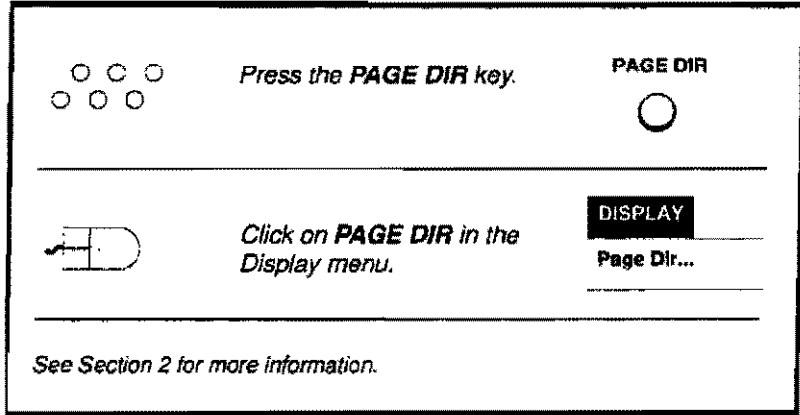 Press the PAGE DIR key.
PAGE DIR
Click on PAGE DIR in the
Display menu.
DISPLAY
Page Dir...
See Section 2 for more information.